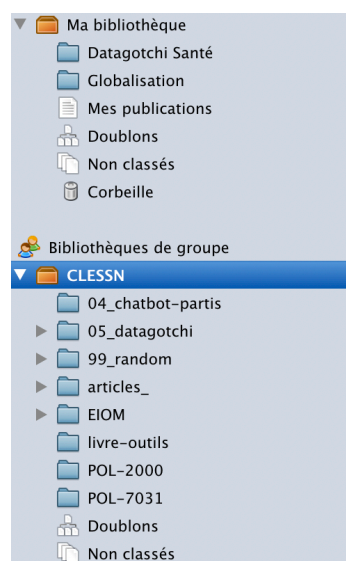 Ma bibliothèque
Datagotchi Santé
Globalisation
Mes publications
Doublons
Non classés
Corbeille
Bibliothèques de groupe
CLESSN
04_chatbot-partis
05_datagotchi
99_random
articles_
EIOM
livre-outils
POL-2000
POL-7031
Doublons
Non classés